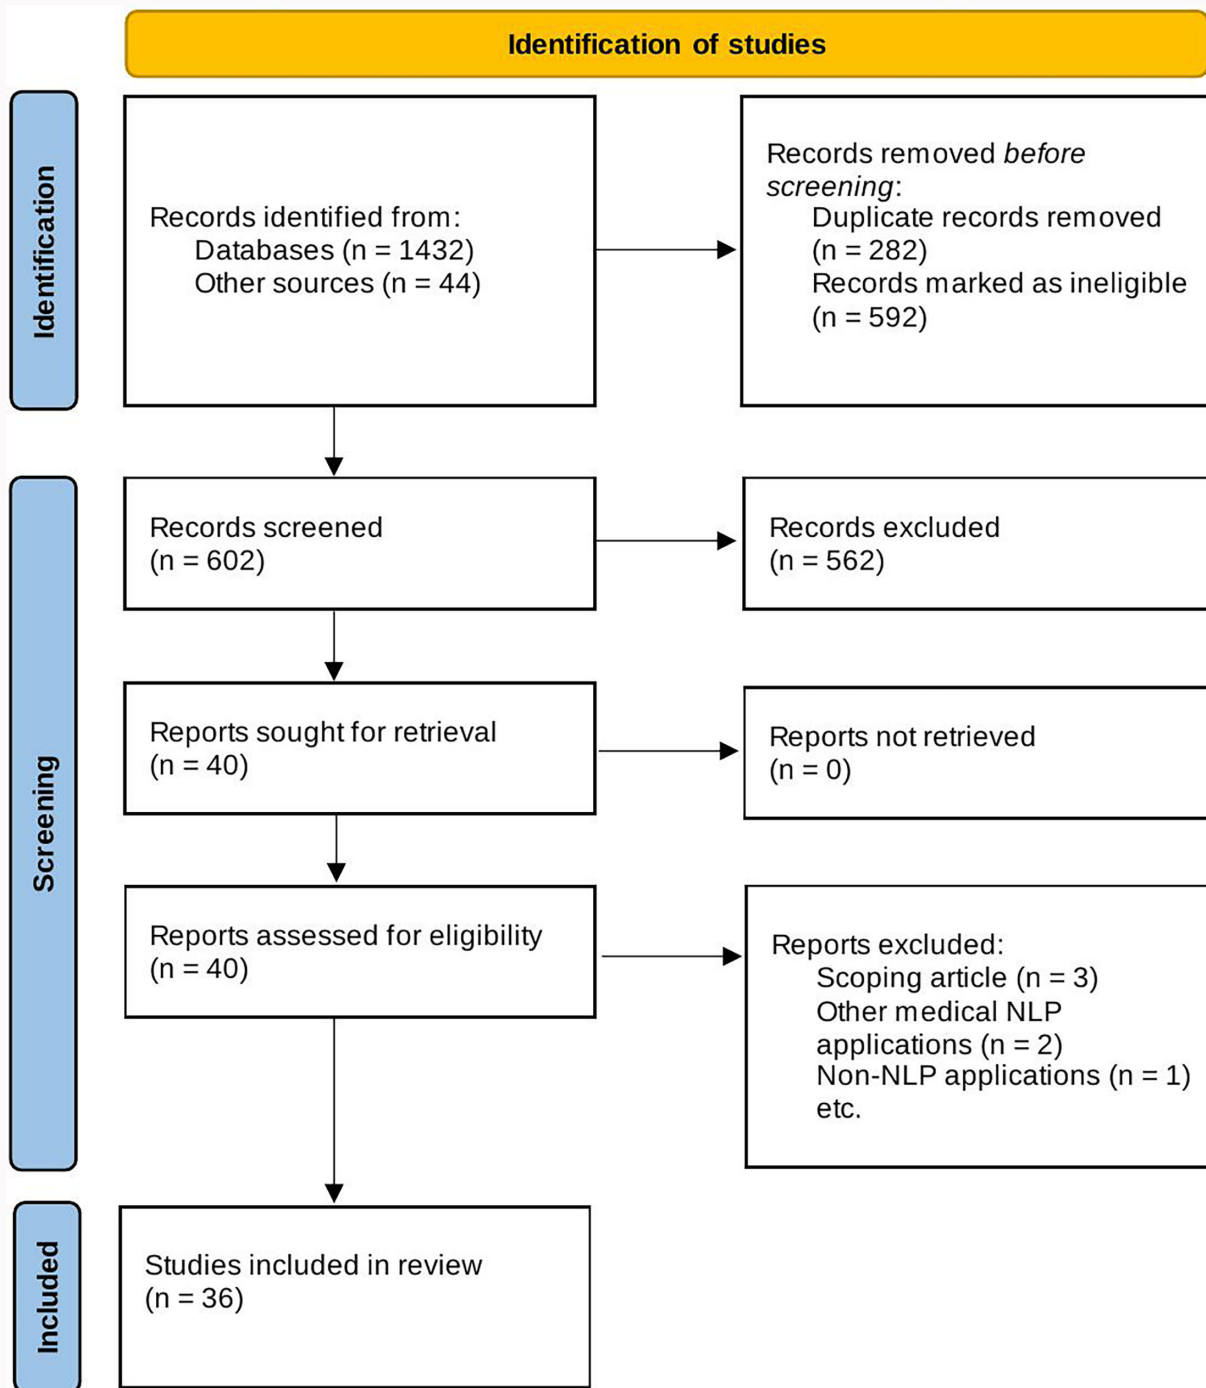 Identification of studies
Identification
Records identified from:
Databases (n = 1432)
Other sources (n = 44)
Records removed before
screening:
Duplicate records removed
(n = 282)
Records marked as ineligible
(n = 592)
Screening
Records screened
(n = 602)
Records excluded
(n = 562)
Reports sought for retrieval
(n = 40)
Reports not retrieved
(n = 0)
Reports assessed for eligibility
(n = 40)
Reports excluded:
Scoping article (n = 3)
Other medical NLP
applications (n = 2)
Non-NLP applications (n = 1)
etc.
Included
Studies included in review
(n = 36)